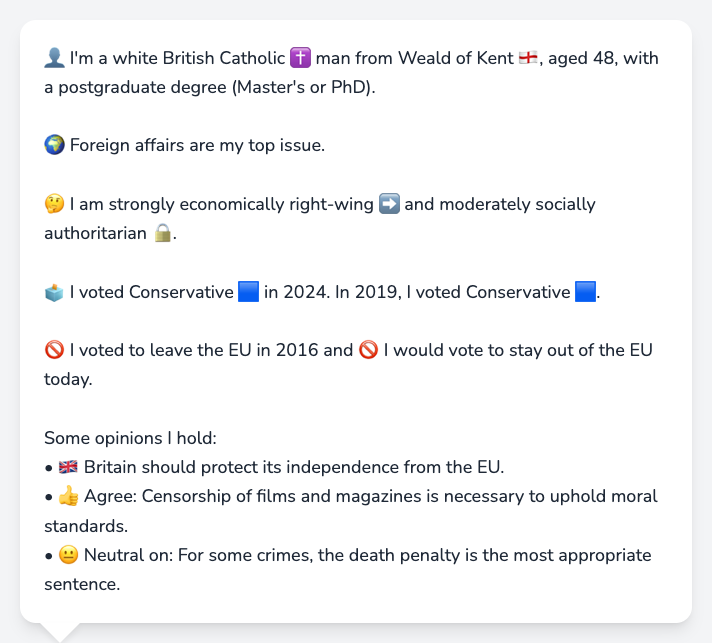 👤 I'm a white British Catholic ✝️ man from Weald of Kent 🏴󠁧󠁢󠁥󠁮󠁧󠁿, aged 48, with
a postgraduate degree (Master's or PhD).
🌍 Foreign affairs are my top issue.
🤔 I am strongly economically right-wing ➡️ and moderately socially
authoritarian 🔒.
🗳️ I voted Conservative 🟦 in 2024. In 2019, I voted Conservative 🟦.
🚫 I voted to leave the EU in 2016 and 🚫 I would vote to stay out of the EU
today.
Some opinions I hold:
• 🇬🇧 Britain should protect its independence from the EU.
• 👍 Agree: Censorship of films and magazines is necessary to uphold moral
standards.
• 😐 Neutral on: For some crimes, the death penalty is the most appropriate
sentence.